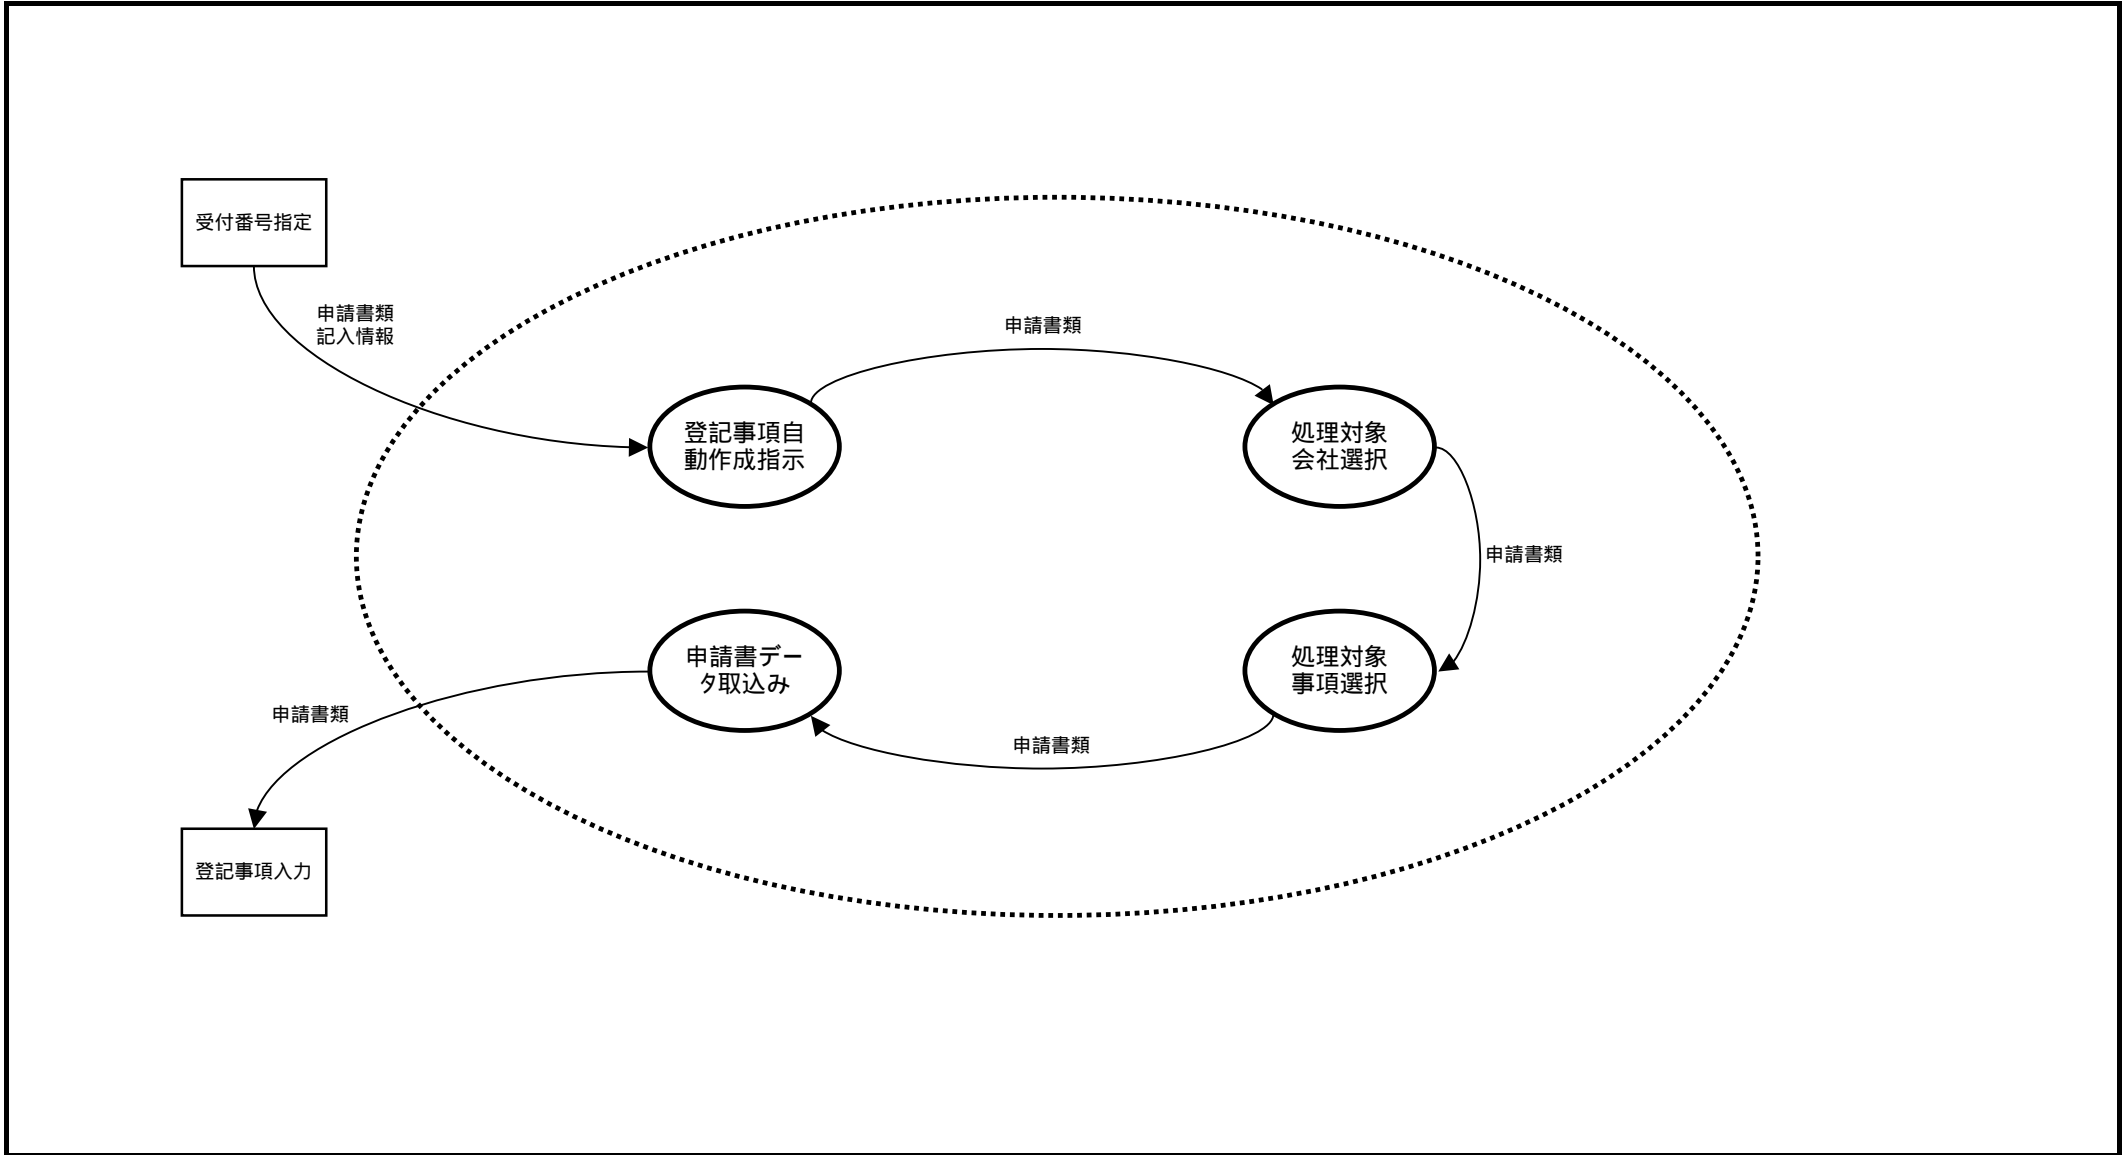 受付番号指定
申請書類
記入情報
申請書類
登記事項自
動作成指示
処理対象
会社選択
申請書類
申請書デー
タ取込み
処理対象
事項選択
申請書類
申請書類
登記事項入力